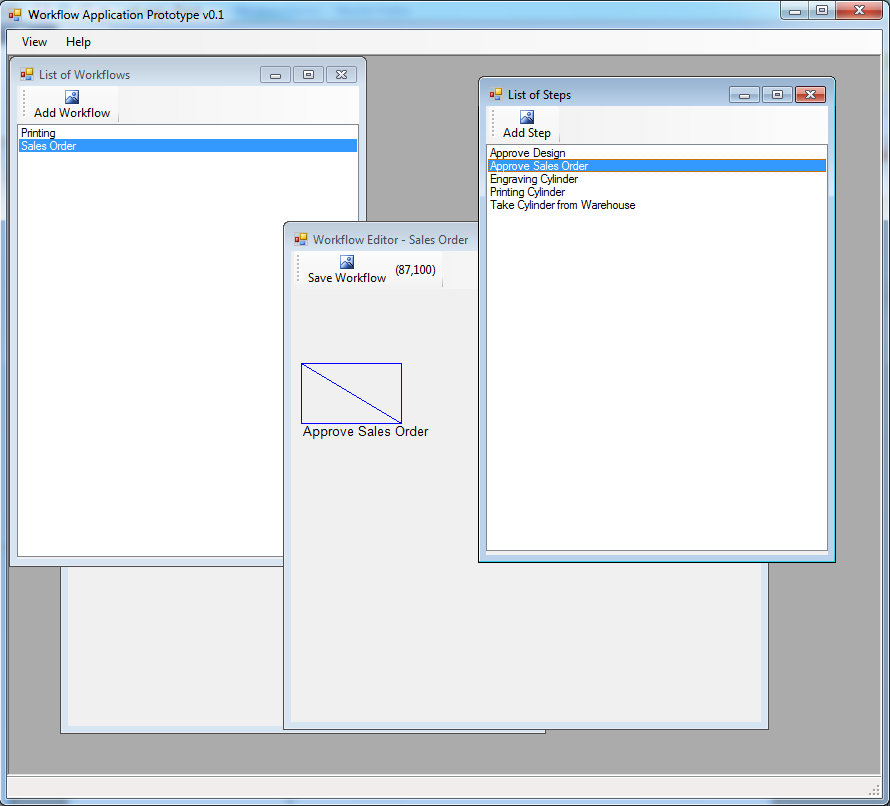 Workflow Application Prototype v0.1
View Help
List of Workflows
Add Workflow
Printing
Sales Order
List of Steps
Add Step
Approve Design
Approve Sales Order
Engraving Cylinder
Printing Cylinder
Take Cylinder from Warehouse
Workflow Editor - Sales Order
Save Workflow (87,100)
Approve Sales Order